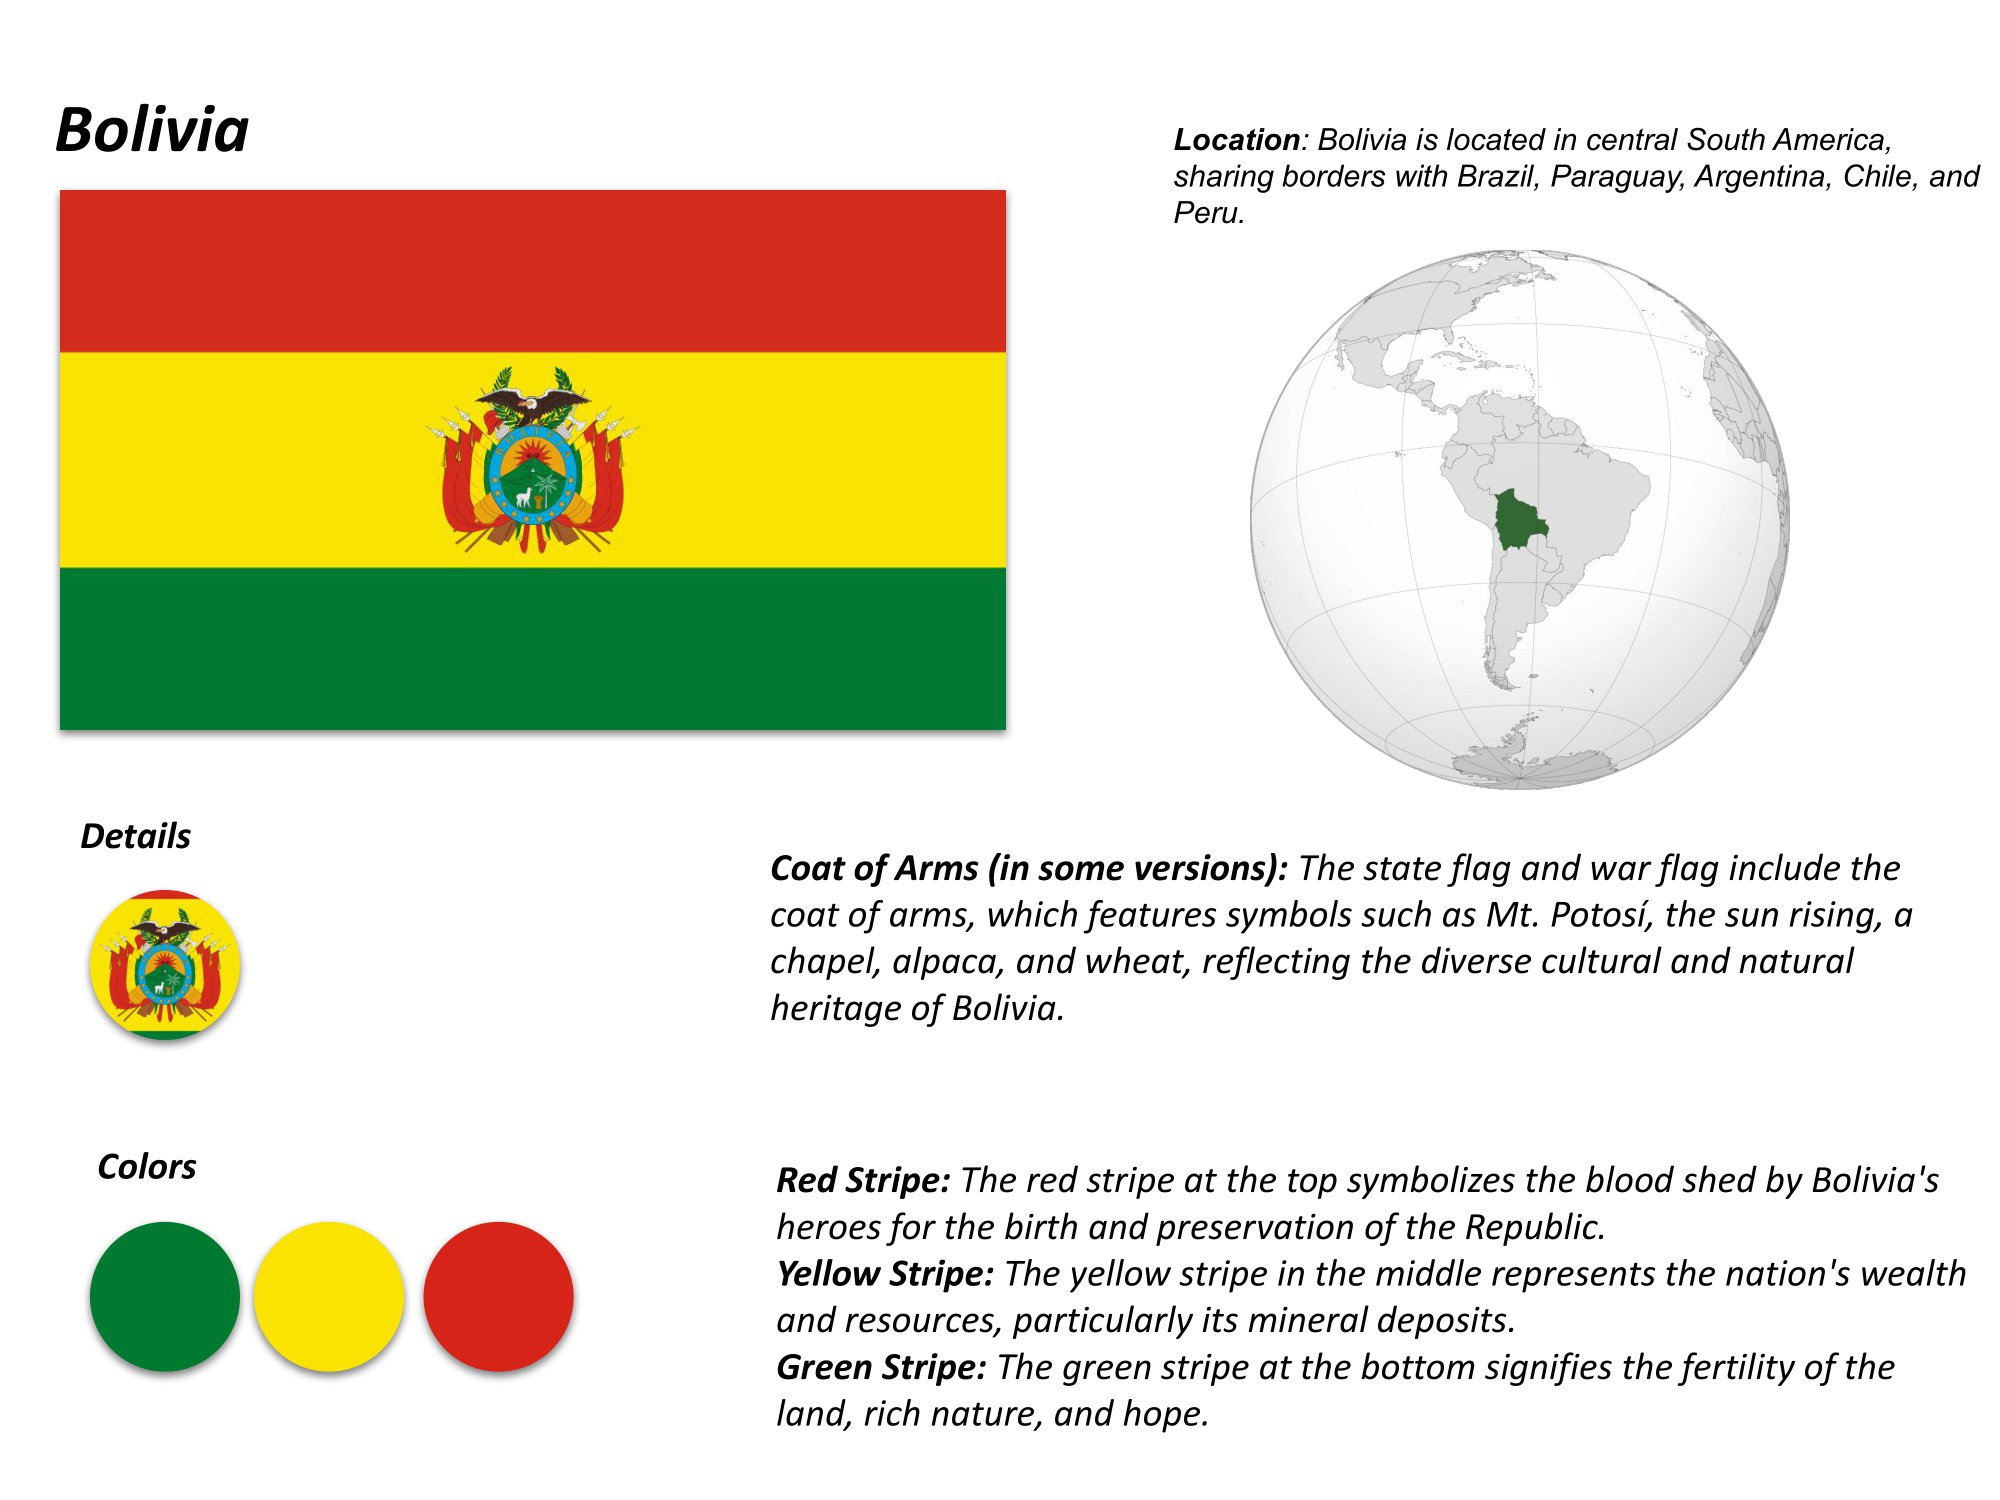 Bolivia
Location: Bolivia is located in central South America,
sharing borders with Brazil, Paraguay, Argentina, Chile, and
Peru.
Details
Coat of Arms (in some versions): The state flag and war flag include the
coat of arms, which features symbols such as Mt. Potosí, the sun rising, a
chapel, alpaca, and wheat, reflecting the diverse cultural and natural
heritage of Bolivia.
Colors
Red Stripe: The red stripe at the top symbolizes the blood shed by Bolivia's
heroes for the birth and preservation of the Republic.
Yellow Stripe: The yellow stripe in the middle represents the nation's wealth
and resources, particularly its mineral deposits.
Green Stripe: The green stripe at the bottom signifies the fertility of the
land, rich nature, and hope.